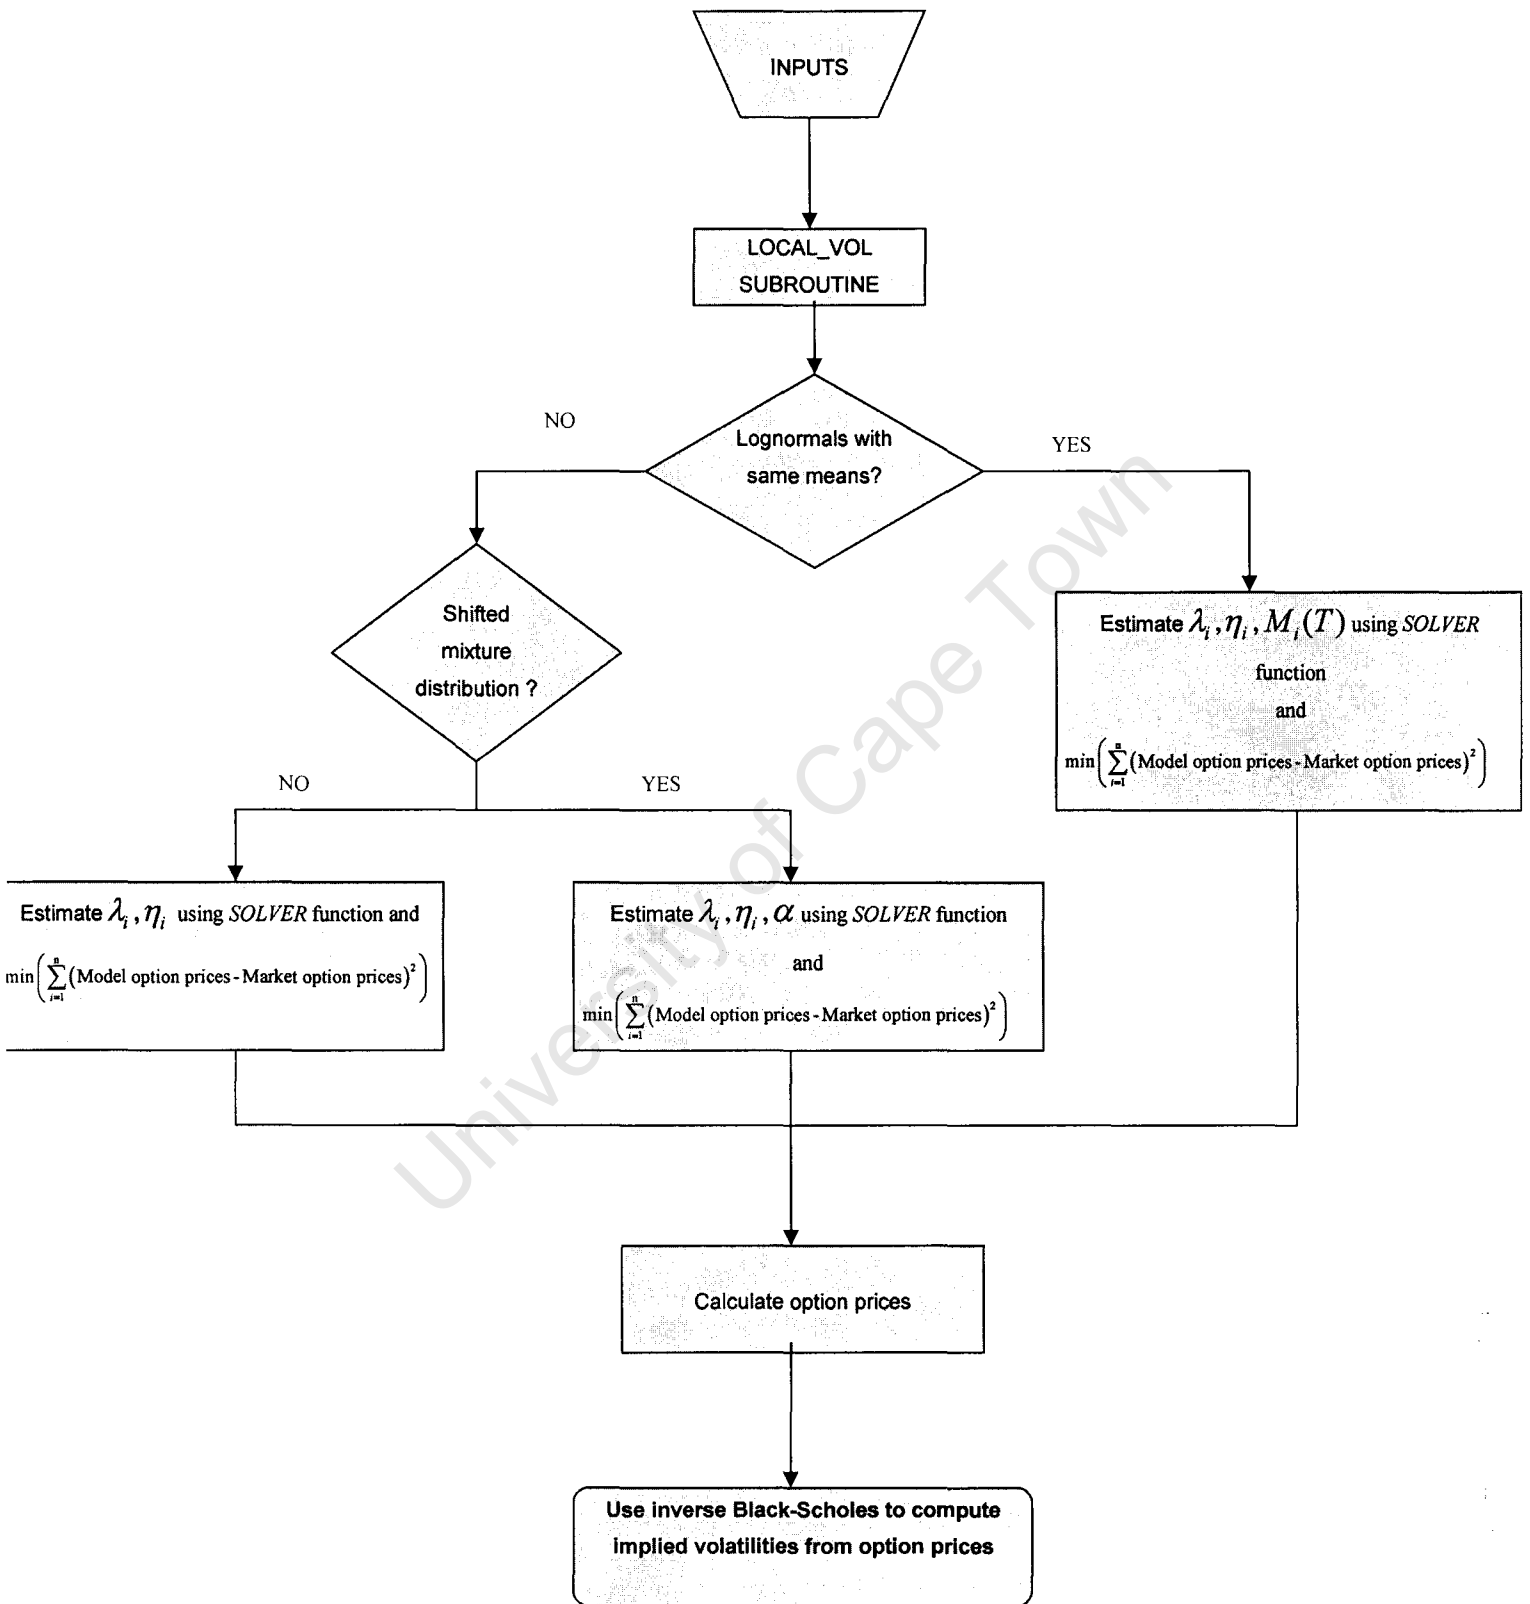 INPUTS
LOCAL_VOL
SUBROUTINE
Lognormals with
same means?
NO
YES
Shifted
mixture
distribution ?
Estimate λ_i, η_i, M_i(T) using SOLVER
function
and
min(∑_{i=1}^{n}(Model option prices - Market option prices)²)
NO
YES
Estimate λ_i, η_i using SOLVER function and
min(∑_{i=1}^{n}(Model option prices - Market option prices)²)
Estimate λ_i, η_i, α using SOLVER function
and
min(∑_{i=1}^{n}(Model option prices - Market option prices)²)
Calculate option prices
Use inverse Black-Scholes to compute
implied volatilities from option prices
University of Cape Town